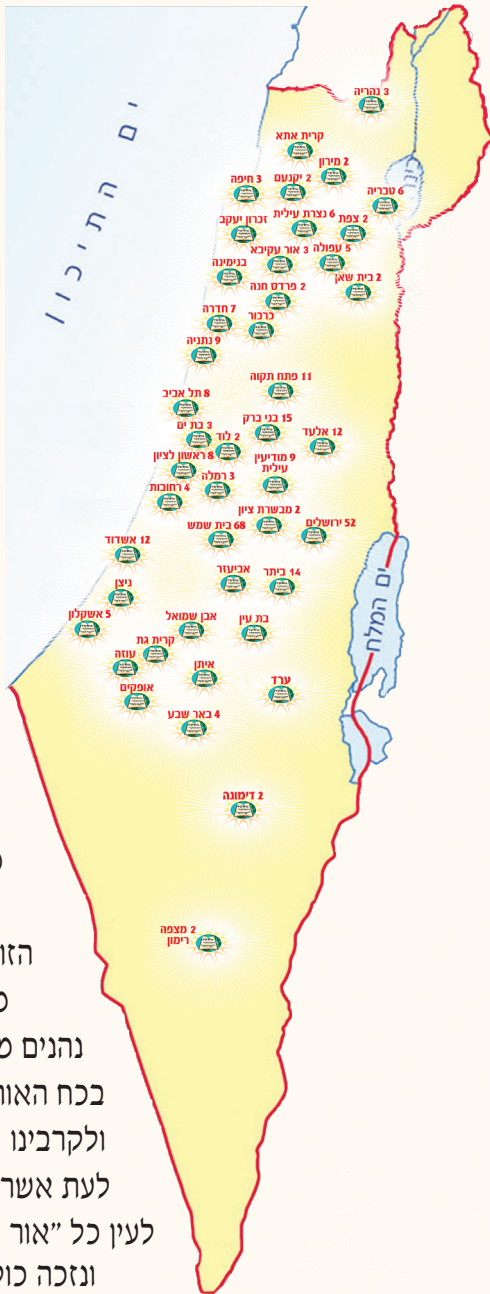 3 נהריה
קרית אתא
2 מירון
2 יקנעם
3 חיפה
6 טבריה
6 נצרת עילית
2 צפת
זכרון יעקב
5 עפולה
3 אור עקיבא
בנימינה
2 בית שאן
2 פרדס חנה
7 חדרה
כרכור
9 נתניה
ים התיכון
11 פתח תקוה
8 תל אביב
15 בני ברק
3 בת ים
2 לוד
12 אלעד
8 ראשון לציון
9 מודיעין
עילית
3 רמלה
4 רחובות
2 מבשרת ציון
52 ירושלים
68 בית שמש
12 אשדוד
אביעזר
14 ביתר
ניצן
5 אשקלון
אבן שמואל
בת עין
קרית גת
עוזה
איתן
ערד
אופקים
4 באר שבע
ים המלח
2 דימונה
2 מצפה
רימון
הזו
נהנים
בכח האור
ולקרבינו
לעת אשר
לעין כל "אור
ונזכה